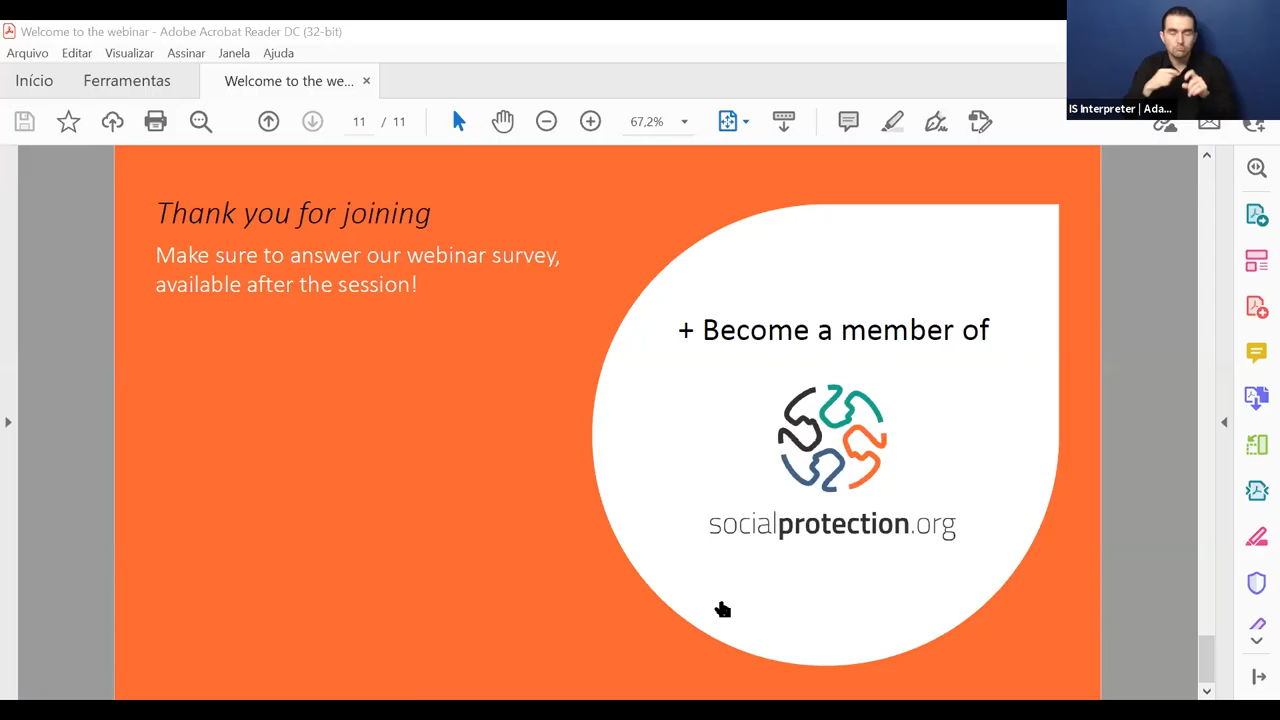 Welcome to the webinar - Adobe Acrobat Reader DC (32-bit)
Arquivo Editar Visualizar Assinar Janela Ajuda
Início Ferramentas Welcome to the we... ×
11 / 11 67,2%
IS Interpreter | Ada...
Thank you for joining
Make sure to answer our webinar survey,
available after the session!
+ Become a member of
socialprotection.org